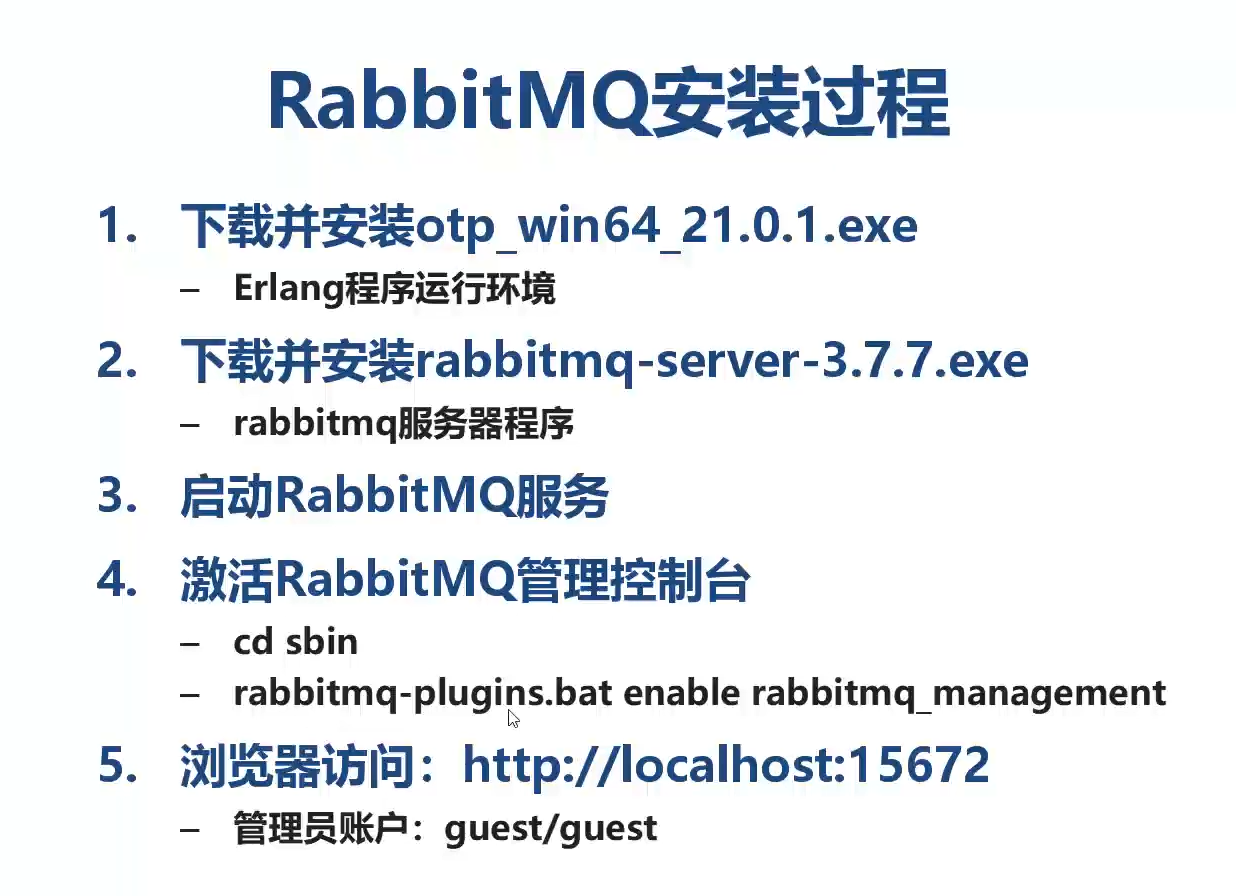 RabbitMQ安装过程
1. 下载并安装otp_win64_21.0.1.exe
– Erlang程序运行环境
2. 下载并安装rabbitmq-server-3.7.7.exe
– rabbitmq服务器程序
3. 启动RabbitMQ服务
4. 激活RabbitMQ管理控制台
– cd sbin
– rabbitmq-plugins.bat enable rabbitmq_management
5. 浏览器访问：http://localhost:15672
– 管理员账户：guest/guest